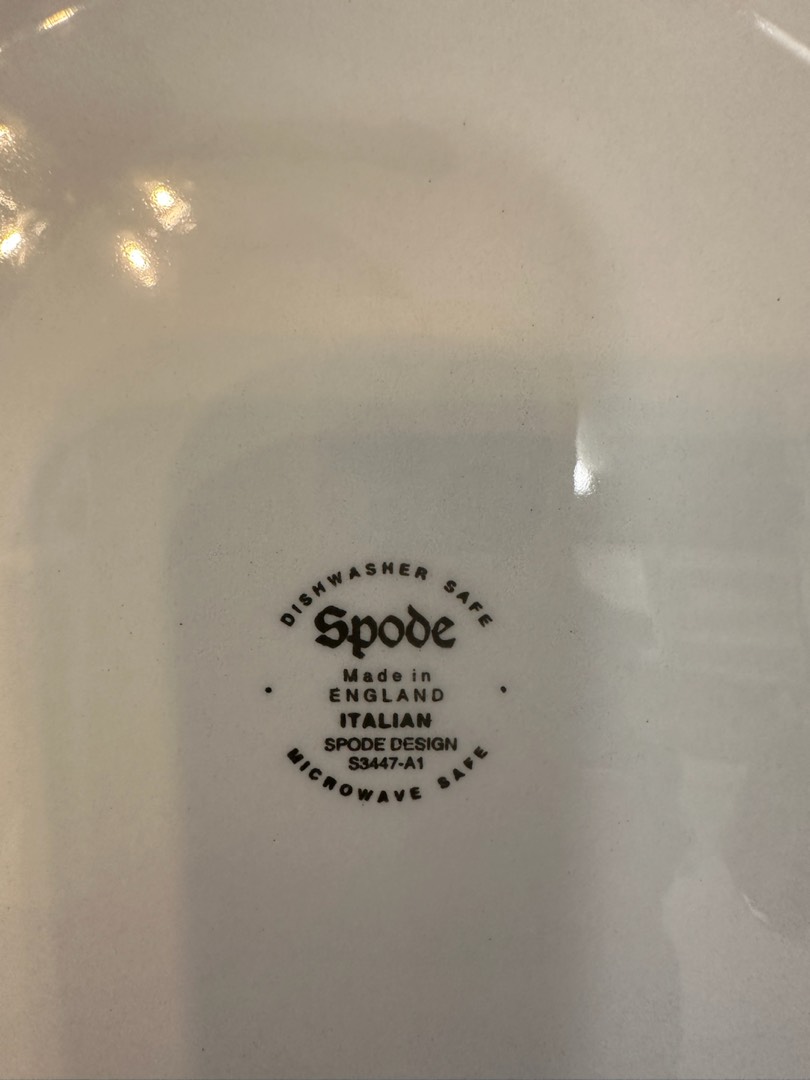 DISHWASHER SAFE
Spode
Made in
ENGLAND
ITALIAN
SPODE DESIGN
S3447-A1
MICROWAVE SAFE